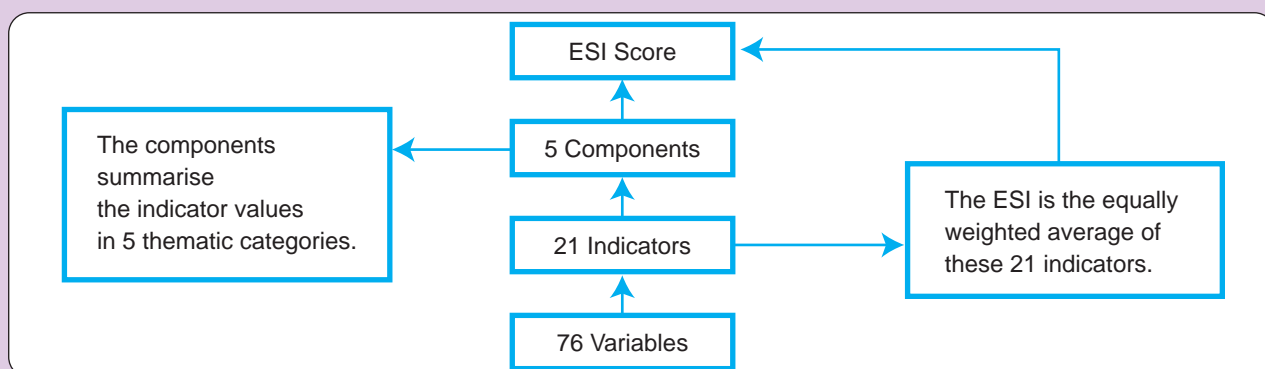 ESI Score
The components
summarise
the indicator values
in 5 thematic categories.
5 Components
21 Indicators
The ESI is the equally
weighted average of
these 21 indicators.
76 Variables